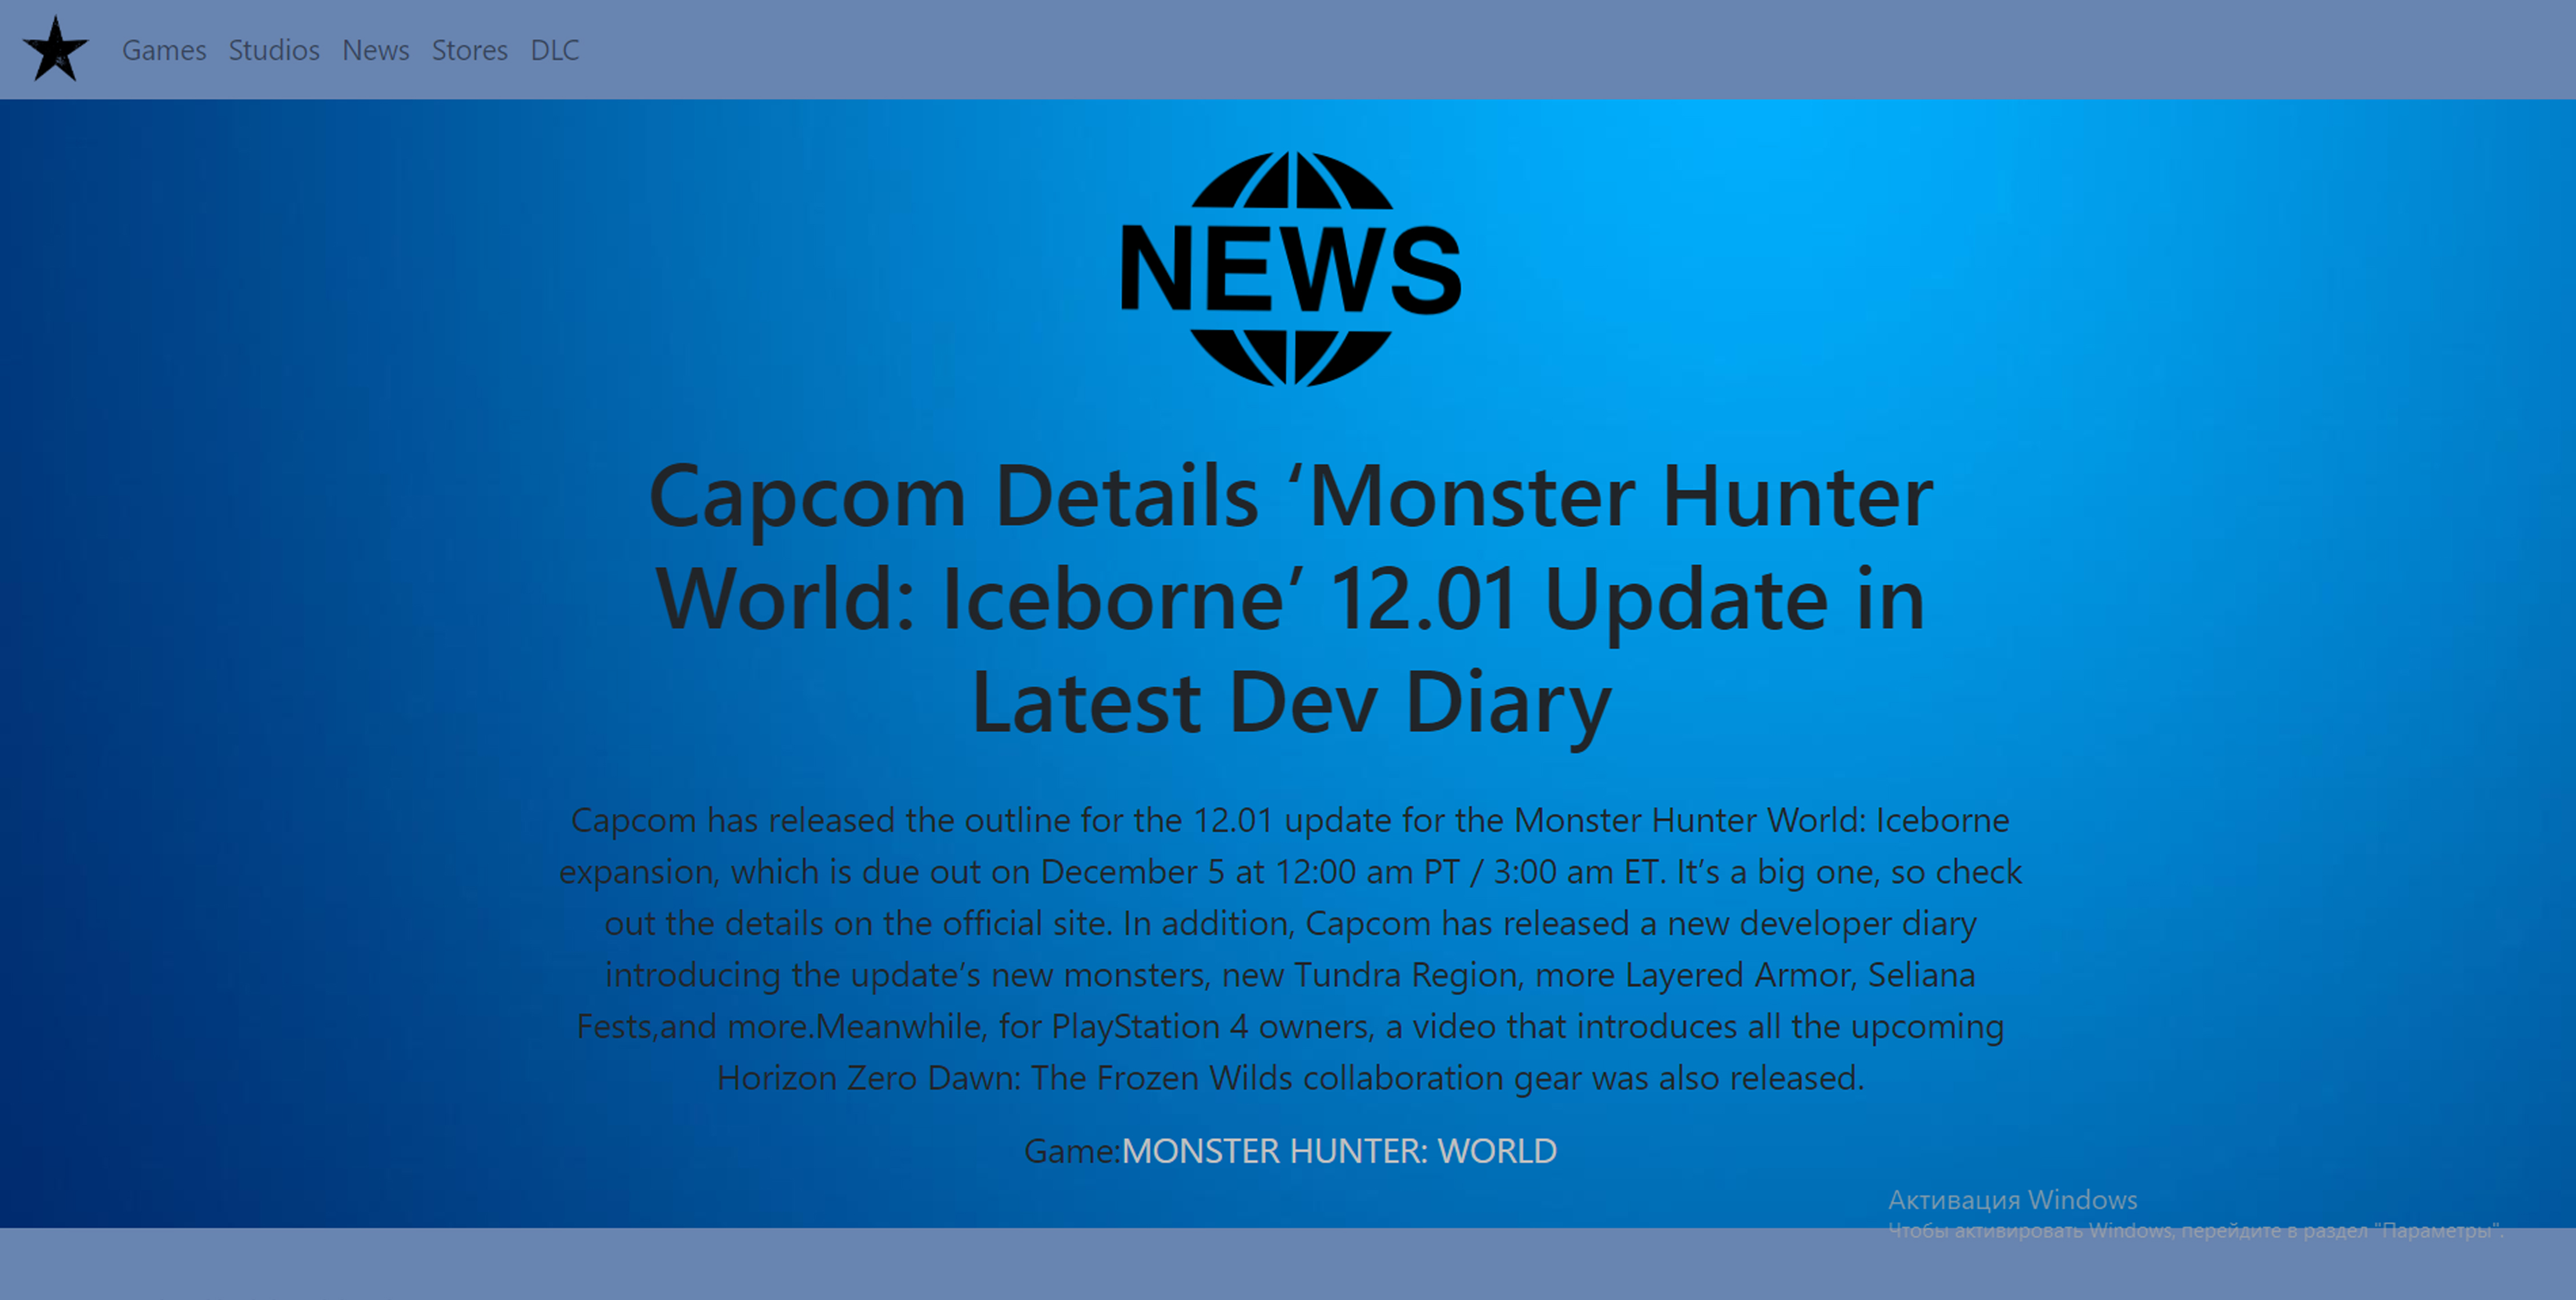 Games Studios News Stores DLC
NEWS
Capcom Details ‘Monster Hunter
World: Iceborne’ 12.01 Update in
Latest Dev Diary
Capcom has released the outline for the 12.01 update for the Monster Hunter World: Iceborne
expansion, which is due out on December 5 at 12:00 am PT / 3:00 am ET. It’s a big one, so check
out the details on the official site. In addition, Capcom has released a new developer diary
introducing the update’s new monsters, new Tundra Region, more Layered Armor, Seliana
Fests,and more.Meanwhile, for PlayStation 4 owners, a video that introduces all the upcoming
Horizon Zero Dawn: The Frozen Wilds collaboration gear was also released.
Game:MONSTER HUNTER: WORLD
Активация Windows
Чтобы активировать Windows, перейдите в раздел "Параметры".